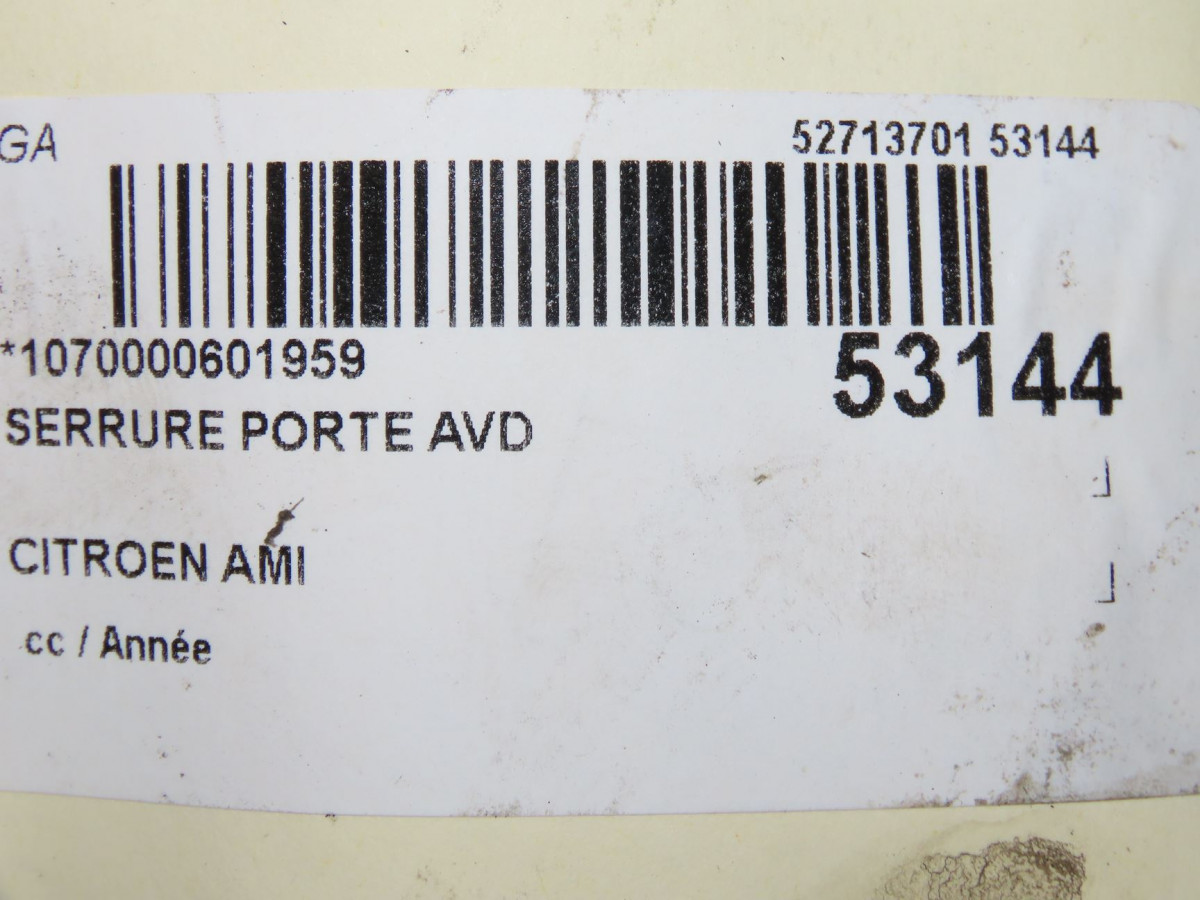 GA
52713701 53144
*1070000601959
53144
SERRURE PORTE AVD
CITROEN AMI
cc / Année